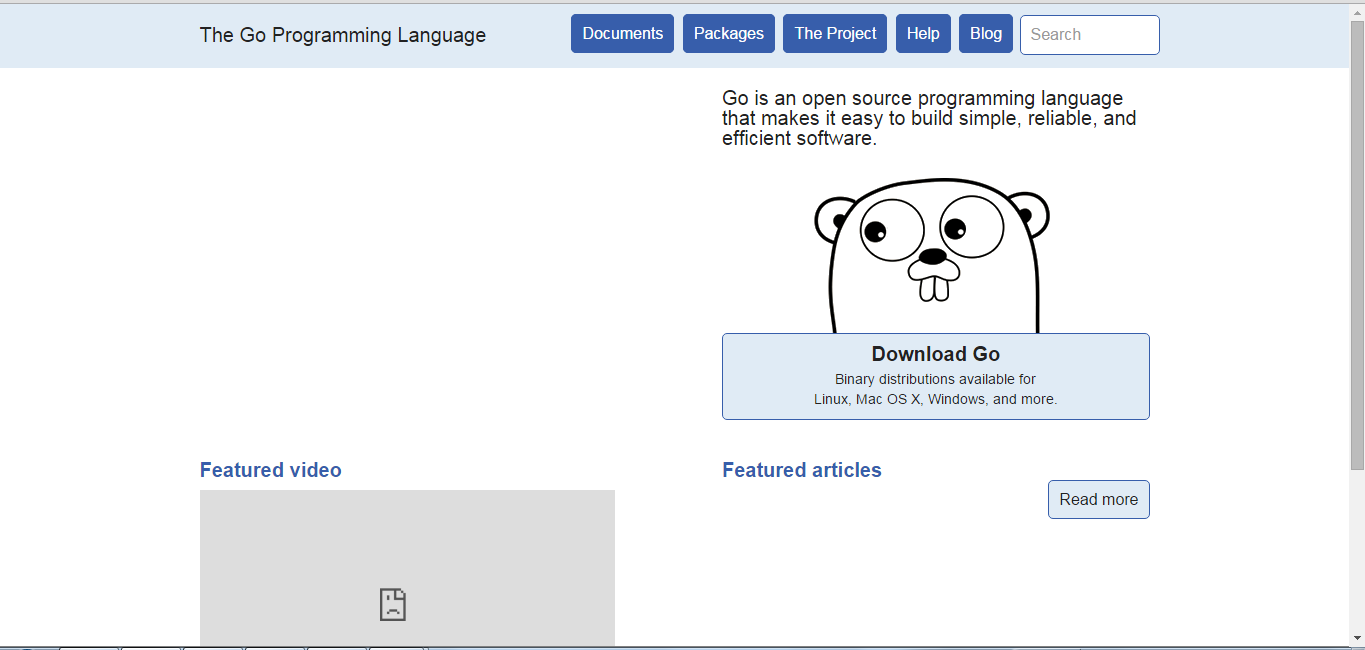 The Go Programming Language
Documents
Packages
The Project
Help
Blog
Search
Go is an open source programming language
that makes it easy to build simple, reliable, and
efficient software.
Download Go
Binary distributions available for
Linux, Mac OS X, Windows, and more.
Featured video
Featured articles
Read more